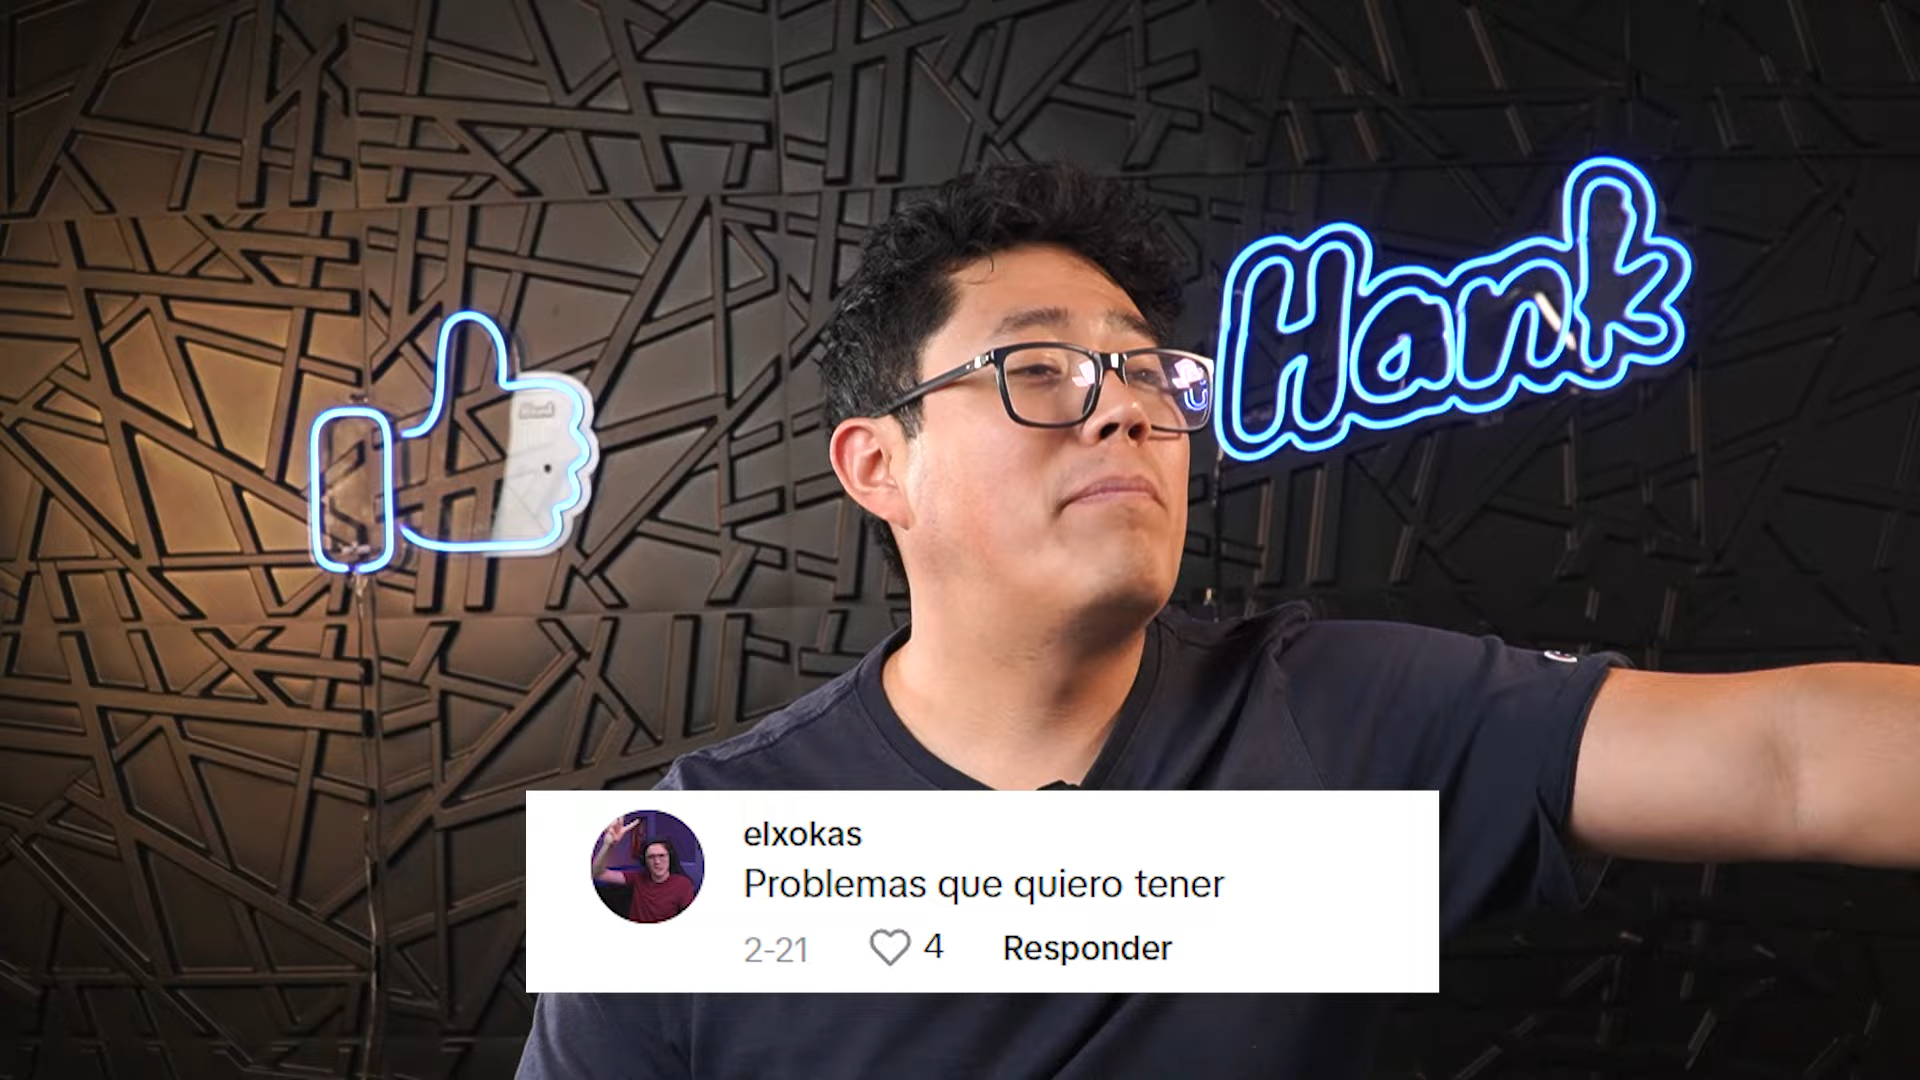 Hank
elxokas
Problemas que quiero tener
2-21 4 Responder